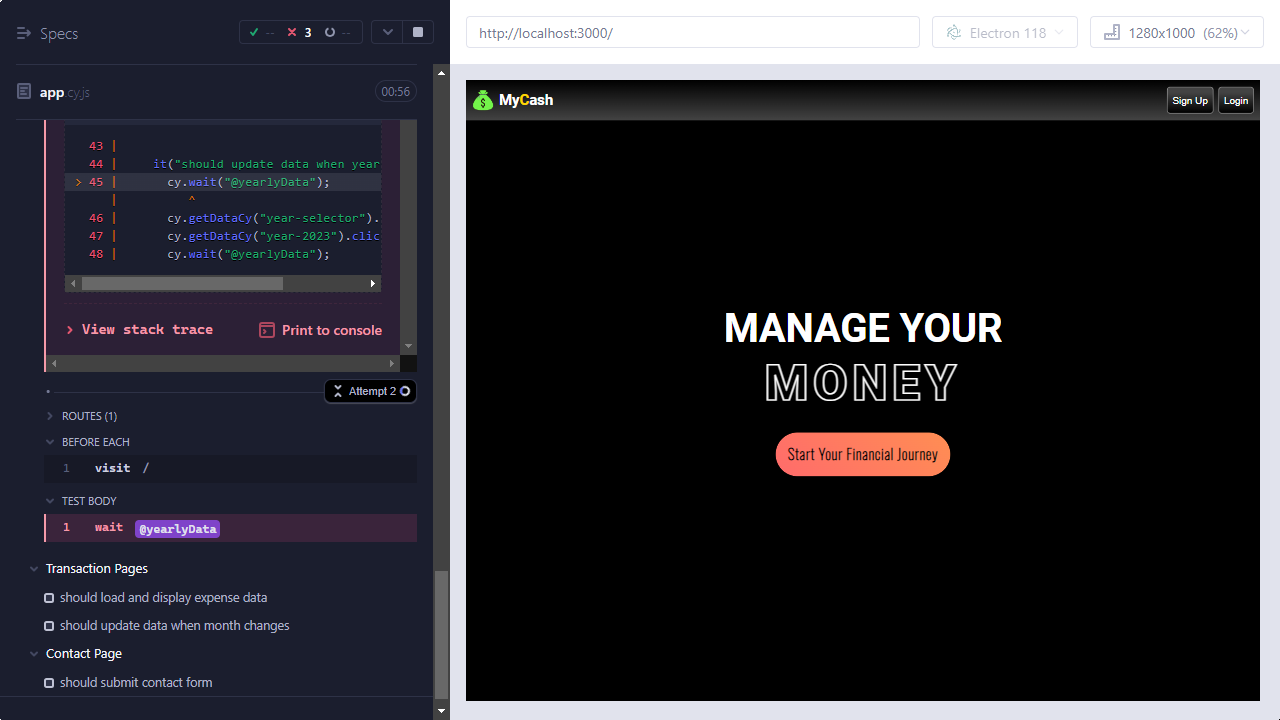 Specs
-- 3 --
app.cy.js
00:56
43 |
44 | it("should update data when year
> 45 | cy.wait("@yearlyData");
| ^
46 | cy.getDataCy("year-selector").
47 | cy.getDataCy("year-2023").clic
48 | cy.wait("@yearlyData");
View stack trace
Print to console
Attempt 2
ROUTES (1)
BEFORE EACH
1 visit /
TEST BODY
1 wait @yearlyData
Transaction Pages
should load and display expense data
should update data when month changes
Contact Page
should submit contact form
http://localhost:3000/
Electron 118
1280x1000 (62%)
MyCash
Sign Up
Login
MANAGE YOUR
MONEY
Start Your Financial Journey